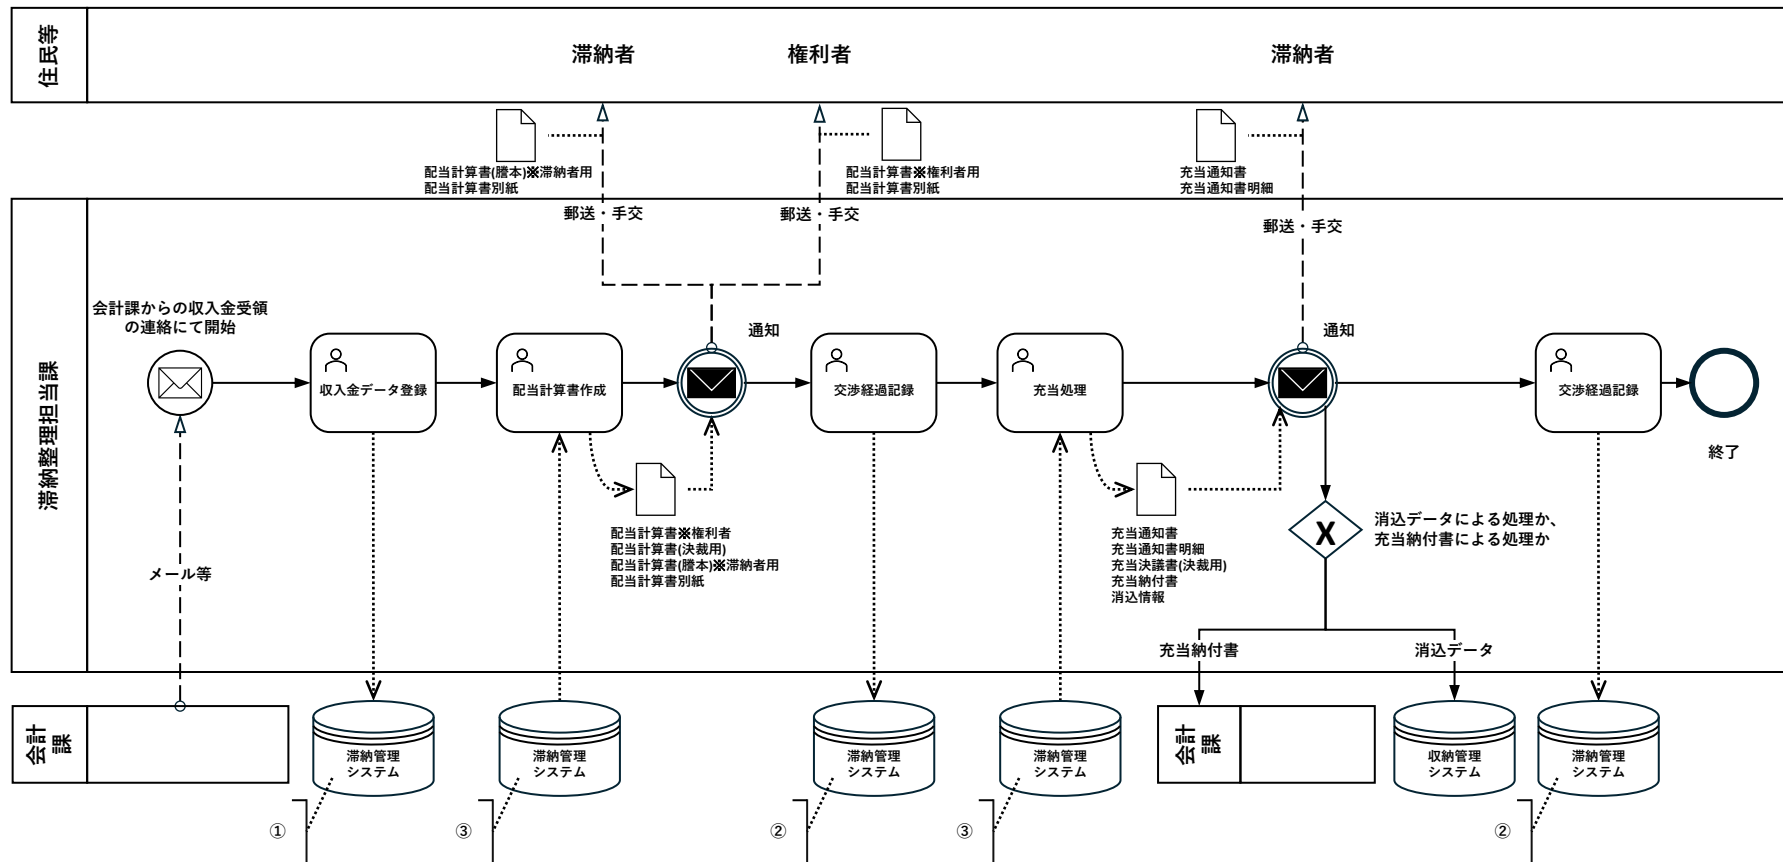 住民等
滞納者
権利者
滞納者
配当計算書(謄本)※滞納者用
配当計算書別紙
配当計算書※権利者用
配当計算書別紙
充当通知書
充当通知書明細
郵送・手交
郵送・手交
郵送・手交
滞納整理担当課
会計課からの収入金受領
の連絡にて開始
通知
通知
収入金データ登録
配当計算書作成
交渉経過記録
充当処理
交渉経過記録
終了
配当計算書※権利者
配当計算書(決裁用)
配当計算書(謄本)※滞納者用
配当計算書別紙
充当通知書
充当通知書明細
充当決議書(決裁用)
充当納付書
消込情報
X
消込データによる処理か、
充当納付書による処理か
メール等
充当納付書
消込データ
会計
課
滞納管理
システム
滞納管理
システム
滞納管理
システム
滞納管理
システム
会計
課
収納管理
システム
滞納管理
システム
①
③
②
③
②